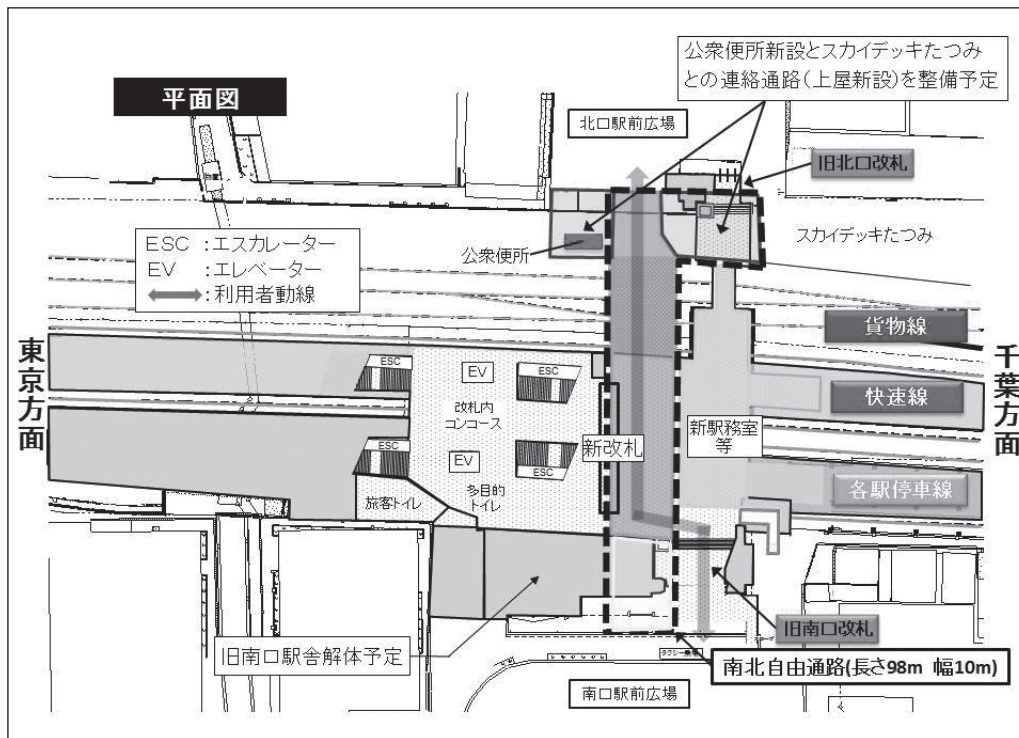 公衆便所新設とスカイデッキたつみ
との連絡通路(上屋新設)を整備予定
平面図
北口駅前広場
旧北口改札
ESC :エスカレーター
EV :エレベーター
:利用者動線
公衆便所
スカイデッキたつみ
貨物線
東京方面
千葉方面
ESC
EV
ESC
快速線
改札内
コンコース
新改札
新駅務室
等
ESC
EV
ESC
各駅停車線
旅客トイレ
多目的
トイレ
旧南口改札
旧南口駅舎解体予定
タクシー乗場
南北自由通路(長さ98m 幅10m)
南口駅前広場